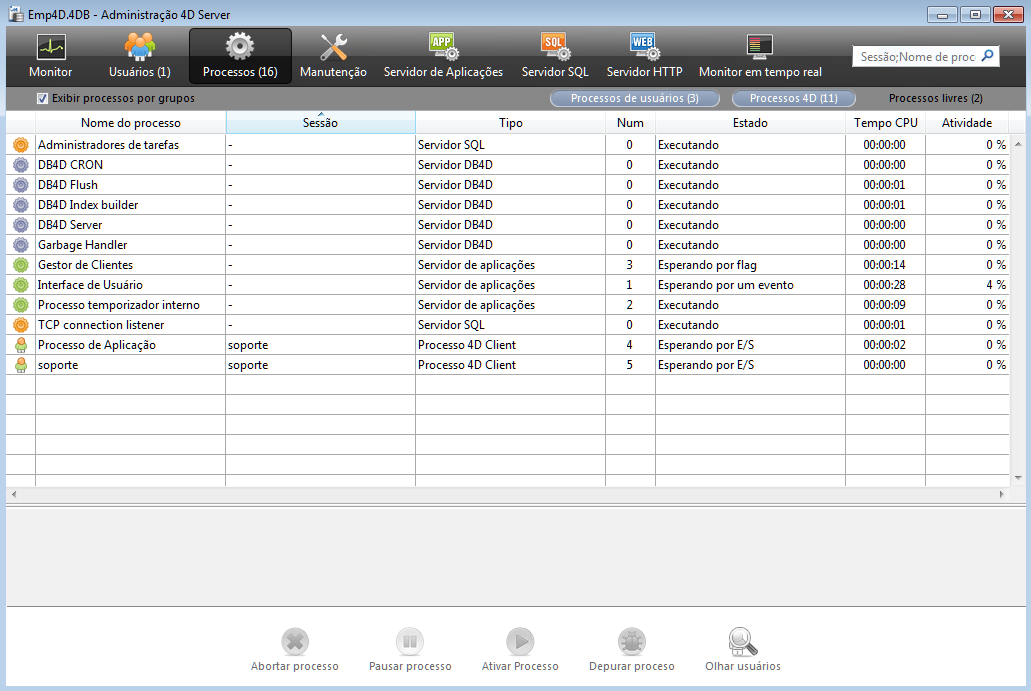 Emp4D.4DB - Administração 4D Server
Monitor
Usuários (1)
Processos (16)
Manutenção
Servidor de Aplicações
Servidor SQL
Servidor HTTP
Monitor em tempo real
APP
SQL
WEB
Sessão;Nome de proc
Exibir processos por grupos
Processos de usuários (3)
Processos 4D (11)
Processos livres (2)
Nome do processo Sessão Tipo Num Estado Tempo CPU Atividade
Administradores de tarefas - Servidor SQL 0 Executando 00:00:00 0 %
DB4D CRON - Servidor DB4D 0 Executando 00:00:00 0 %
DB4D Flush - Servidor DB4D 0 Executando 00:00:01 0 %
DB4D Index builder - Servidor DB4D 0 Executando 00:00:01 0 %
DB4D Server - Servidor DB4D 0 Executando 00:00:00 0 %
Garbage Handler - Servidor DB4D 0 Executando 00:00:00 0 %
Gestor de Clientes - Servidor de aplicações 3 Esperando por flag 00:00:14 0 %
Interface de Usuário - Servidor de aplicações 1 Esperando por um evento 00:00:28 4 %
Processo temporizador interno - Servidor de aplicações 2 Executando 00:00:09 0 %
TCP connection listener - Servidor SQL 0 Executando 00:00:01 0 %
Processo de Aplicação soporte Processo 4D Client 4 Esperando por E/S 00:00:02 0 %
soporte soporte Processo 4D Client 5 Esperando por E/S 00:00:00 0 %
Abortar processo
Pausar processo
Ativar Processo
Depurar proceso
Olhar usuários